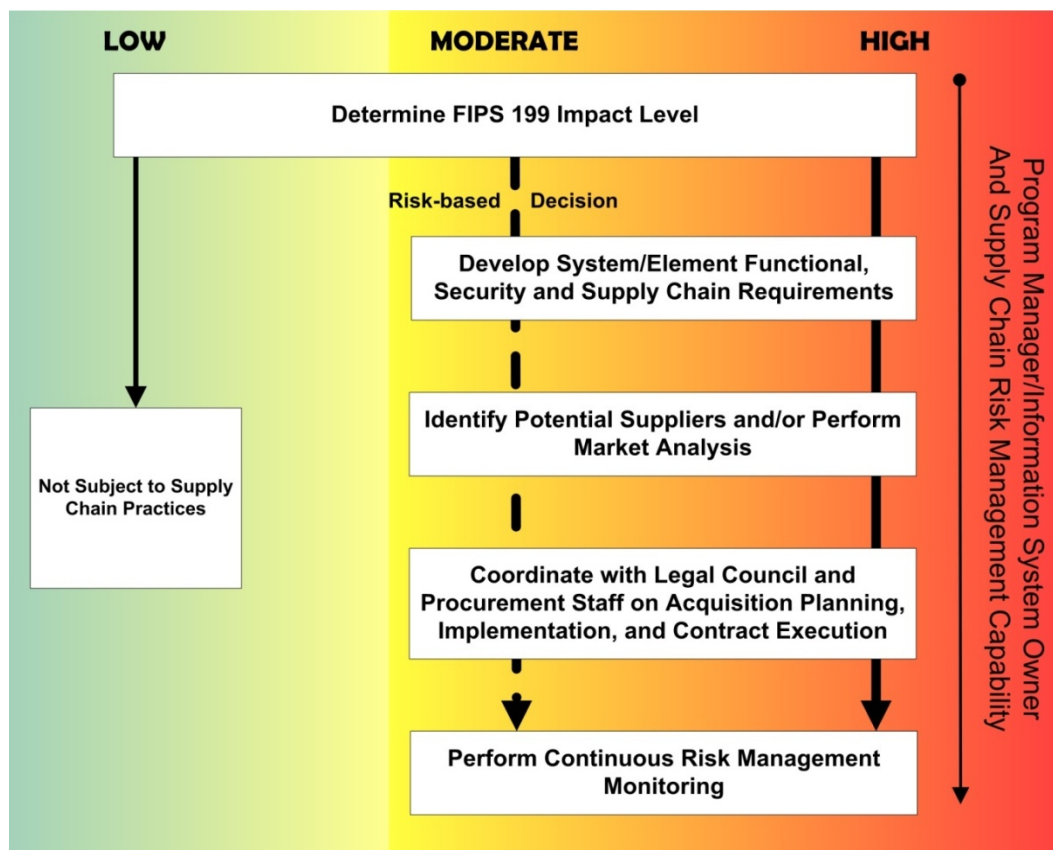 LOW
MODERATE
HIGH
Determine FIPS 199 Impact Level
Risk-based
Decision
Develop System/Element Functional,
Security and Supply Chain Requirements
Identify Potential Suppliers and/or Perform
Market Analysis
Not Subject to Supply
Chain Practices
Coordinate with Legal Council and
Procurement Staff on Acquisition Planning,
Implementation, and Contract Execution
Perform Continuous Risk Management
Monitoring
Program Manager/Information System Owner
And Supply Chain Risk Management Capability